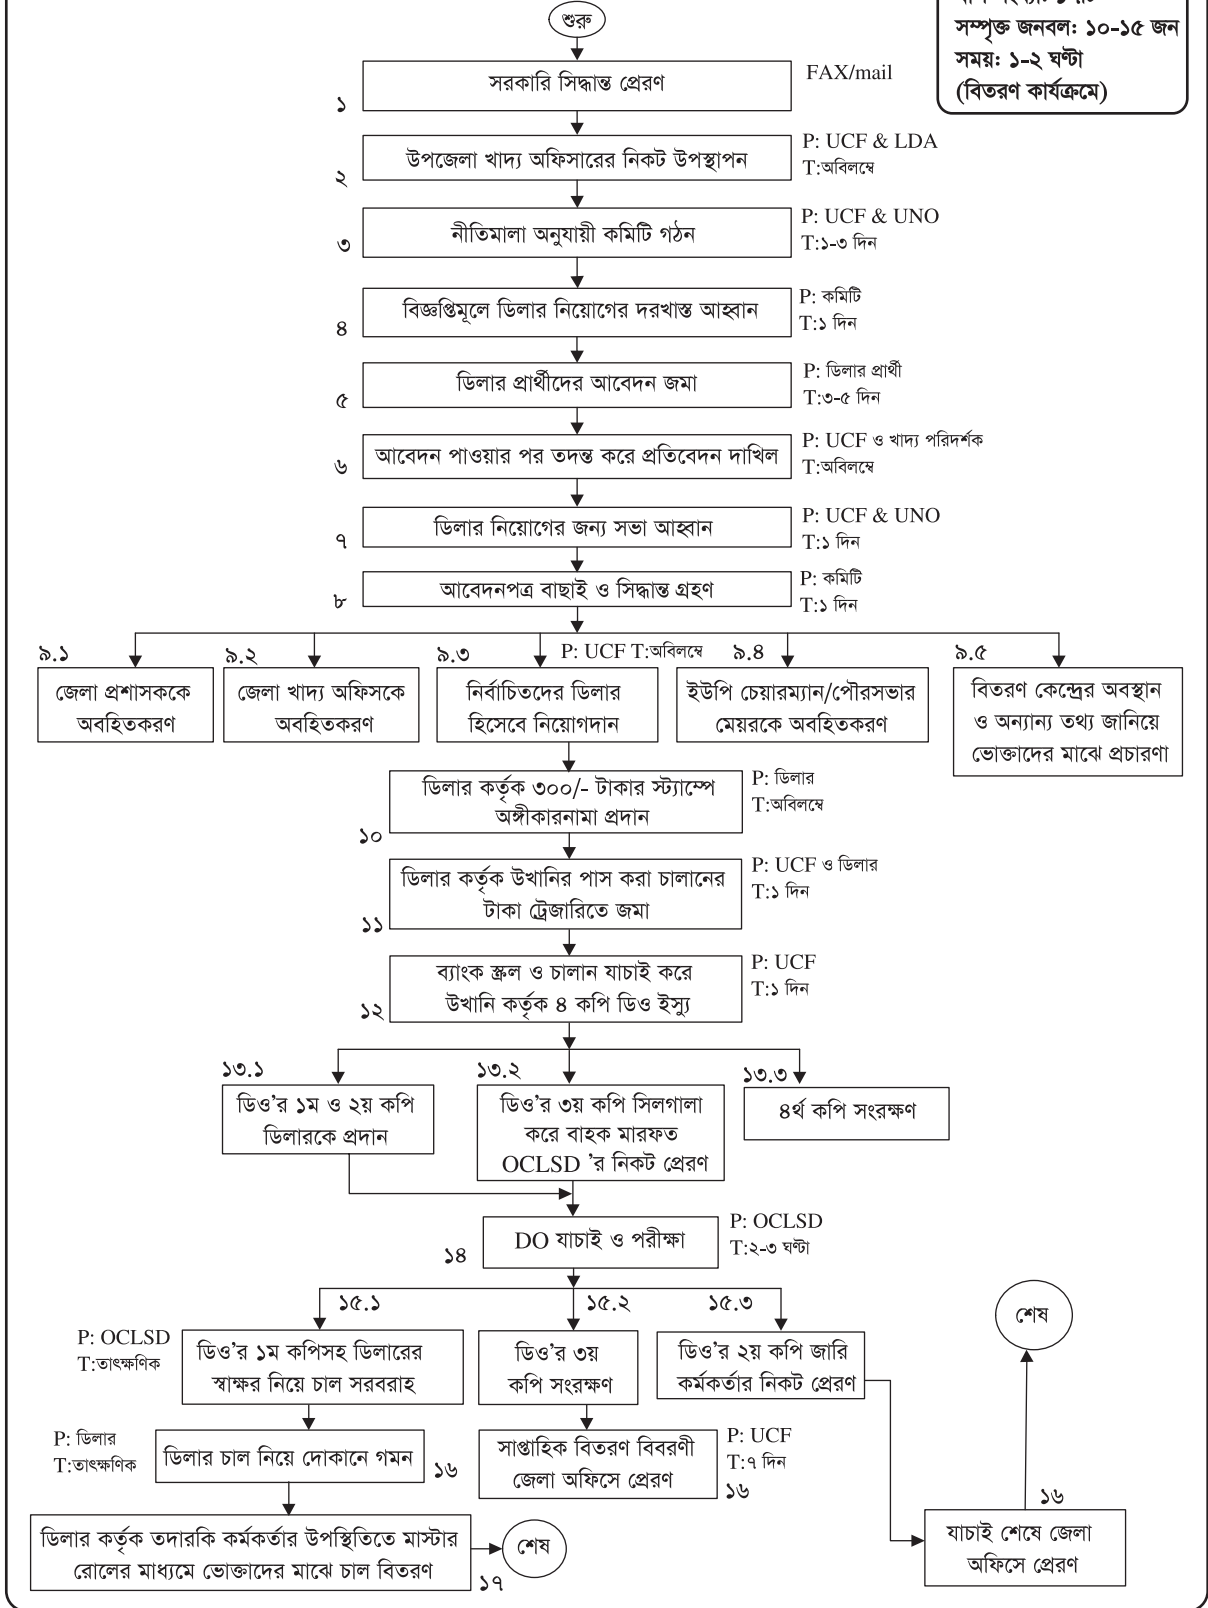 শুরু
সম্পৃক্ত জনবল: ১০-১৫ জন
সময়: ১-২ ঘণ্টা
(বিতরণ কার্যক্রমে)
১
সরকারি সিদ্ধান্ত প্রেরণ
FAX/mail
২
উপজেলা খাদ্য অফিসারের নিকট উপস্থাপন
P: UCF & LDA
T:অবিলম্বে
৩
নীতিমালা অনুযায়ী কমিটি গঠন
P: UCF & UNO
T:১-৩ দিন
৪
বিজ্ঞপ্তিমূলে ডিলার নিয়োগের দরখাস্ত আহ্বান
P: কমিটি
T:১ দিন
৫
ডিলার প্রার্থীদের আবেদন জমা
P: ডিলার প্রার্থী
T:৩-৫ দিন
৬
আবেদন পাওয়ার পর তদন্ত করে প্রতিবেদন দাখিল
P: UCF ও খাদ্য পরিদর্শক
T:অবিলম্বে
৭
ডিলার নিয়োগের জন্য সভা আহ্বান
P: UCF & UNO
T:১ দিন
৮
আবেদনপত্র বাছাই ও সিদ্ধান্ত গ্রহণ
P: কমিটি
T:১ দিন
৯.১
জেলা প্রশাসককে
অবহিতকরণ
৯.২
জেলা খাদ্য অফিসকে
অবহিতকরণ
৯.৩
P: UCF T:অবিলম্বে
নির্বাচিতদের ডিলার
হিসেবে নিয়োগদান
৯.৪
ইউপি চেয়ারম্যান/পৌরসভার
মেয়রকে অবহিতকরণ
৯.৫
বিতরণ কেন্দ্রের অবস্থান
ও অন্যান্য তথ্য জানিয়ে
ভোক্তাদের মাঝে প্রচারণা
১০
ডিলার কর্তৃক ৩০০/- টাকার স্ট্যাম্পে
অঙ্গীকারনামা প্রদান
P: ডিলার
T:অবিলম্বে
১১
ডিলার কর্তৃক উখানির পাস করা চালানের
টাকা ট্রেজারিতে জমা
P: UCF ও ডিলার
T:১ দিন
১২
ব্যাংক স্ক্রল ও চালান যাচাই করে
উখানি কর্তৃক ৪ কপি ডিও ইস্যু
P: UCF
T:১ দিন
১৩.১
ডিও'র ১ম ও ২য় কপি
ডিলারকে প্রদান
১৩.২
ডিও'র ৩য় কপি সিলগালা
করে বাহক মারফত
OCLSD 'র নিকট প্রেরণ
১৩.৩
৪র্থ কপি সংরক্ষণ
১৪
DO যাচাই ও পরীক্ষা
P: OCLSD
T:২-৩ ঘণ্টা
১৫.১
P: OCLSD
T:তাৎক্ষণিক
ডিও'র ১ম কপিসহ ডিলারের
স্বাক্ষর নিয়ে চাল সরবরাহ
১৫.২
ডিও'র ৩য়
কপি সংরক্ষণ
১৫.৩
ডিও'র ২য় কপি জারি
কর্মকর্তার নিকট প্রেরণ
শেষ
P: ডিলার
T:তাৎক্ষণিক
ডিলার চাল নিয়ে দোকানে গমন
১৬
সাপ্তাহিক বিতরণ বিবরণী
জেলা অফিসে প্রেরণ
P: UCF
T:৭ দিন
১৬
১৬
যাচাই শেষে জেলা
অফিসে প্রেরণ
ডিলার কর্তৃক তদারকি কর্মকর্তার উপস্থিতিতে মাস্টার
রোলের মাধ্যমে ভোক্তাদের মাঝে চাল বিতরণ
১৭
শেষ